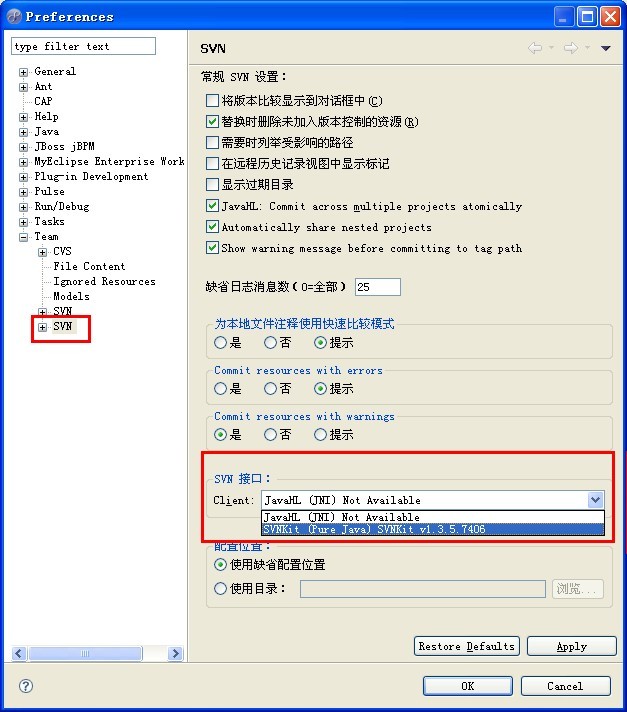 Preferences
type filter text
General
Ant
CAP
Help
Java
JBoss jBPM
MyEclipse Enterprise Work
Plug-in Development
Pulse
Run/Debug
Tasks
Team
CVS
File Content
Ignored Resources
Models
SVN
SVN
SVN
常规 SVN 设置：
将版本比较显示到对话框中(C)
替换时删除未加入版本控制的资源(R)
需要时列举受影响的路径
在远程历史记录视图中显示标记
显示过期目录
JavaHL: Commit across multiple projects atomically
Automatically share nested projects
Show warning message before committing to tag path
缺省日志消息数（0=全部） 25
为本地文件注释使用快速比较模式
是 否 提示
Commit resources with errors
是 否 提示
Commit resources with warnings
是 否 提示
SVN 接口：
Client: JavaHL (JNI) Not Available
JavaHL (JNI) Not Available
SVNKit (Pure Java) SVNKit v1.3.5.7406
配置位置：
使用缺省配置位置
使用目录： 浏览...
Restore Defaults Apply
OK Cancel